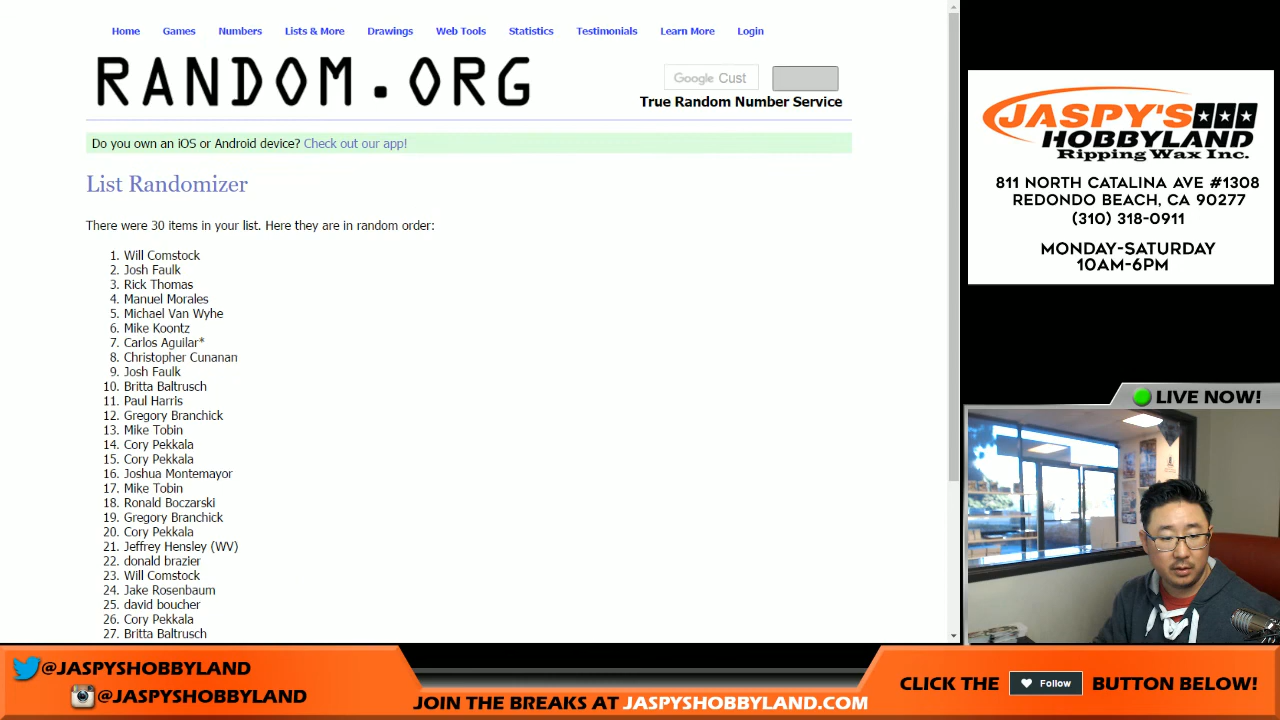 Home Games Numbers Lists & More Drawings Web Tools Statistics Testimonials Learn More Login
RANDOM.ORG
Google Cust
True Random Number Service
Do you own an iOS or Android device? Check out our app!
List Randomizer
There were 30 items in your list. Here they are in random order:
1. Will Comstock
2. Josh Faulk
3. Rick Thomas
4. Manuel Morales
5. Michael Van Wyhe
6. Mike Koontz
7. Carlos Aguilar*
8. Christopher Cunanan
9. Josh Faulk
10. Britta Baltrusch
11. Paul Harris
12. Gregory Branchick
13. Mike Tobin
14. Cory Pekkala
15. Cory Pekkala
16. Joshua Montemayor
17. Mike Tobin
18. Ronald Boczarski
19. Gregory Branchick
20. Cory Pekkala
21. Jeffrey Hensley (WV)
22. donald brazier
23. Will Comstock
24. Jake Rosenbaum
25. david boucher
26. Cory Pekkala
27. Britta Baltrusch
JASPY'S
HOBBYLAND
Ripping Wax Inc.
811 NORTH CATALINA AVE #1308
REDONDO BEACH, CA 90277
(310) 318-0911
MONDAY-SATURDAY
10AM-6PM
LIVE NOW!
@JASPYSHOBBYLAND
@JASPYSHOBBYLAND
JOIN THE BREAKS AT JASPYSHOBBYLAND.COM
CLICK THE Follow BUTTON BELOW!